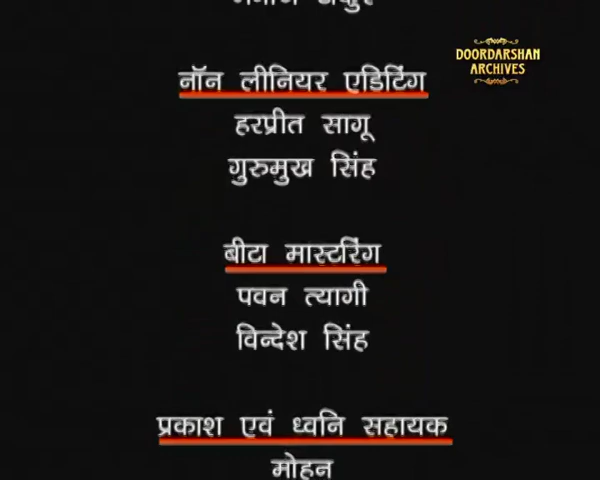 DOORDARSHAN
ARCHIVES
नॉन लीनियर एडिटिंग
हरप्रीत सागू
गुरुमुख सिंह
बीटा मास्टरिंग
पवन त्यागी
विन्देश सिंह
प्रकाश एवं ध्वनि सहायक
मोहन